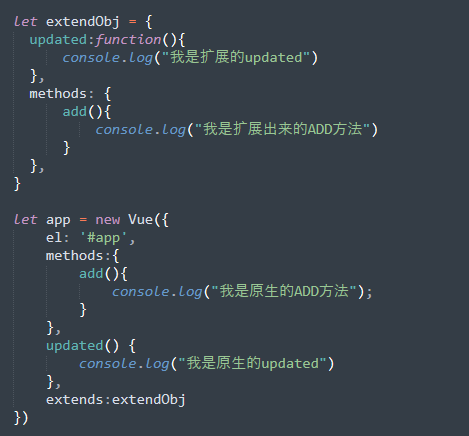 let extendObj = {
  updated:function(){
      console.log("我是扩展的updated")
  },
  methods: {
      add(){
          console.log("我是扩展出来的ADD方法")
      }
  },
}

let app = new Vue({
    el: '#app',
    methods:{
        add(){
            console.log("我是原生的ADD方法");
        }
    },
    updated() {
        console.log("我是原生的updated")
    },
    extends:extendObj
})